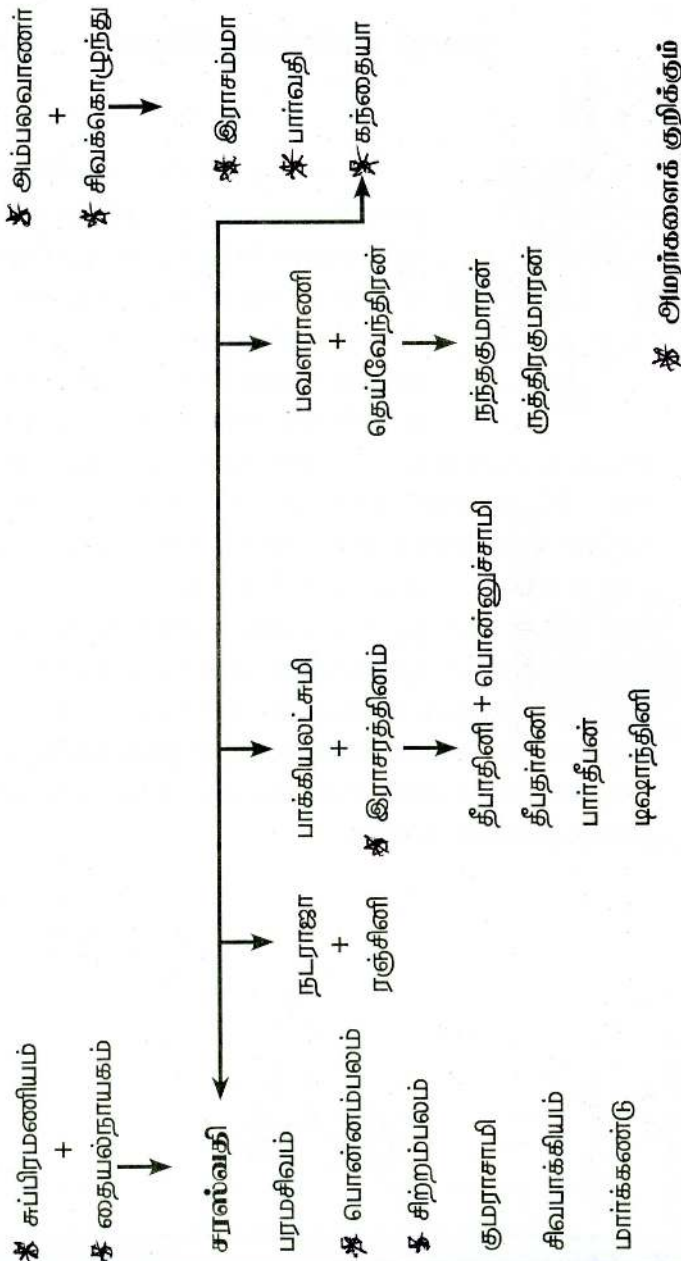 சுப்பிரமணியம்
+
தையல்நாயகம்
சரஸ்வதி
பரமசிவம்
பொன்னம்பலம்
சிற்றம்பலம்
குமராசாமி
சிவபாக்கியம்
மார்க்கண்டு
நடராஜா
+
ரஞ்சினி
பாக்கியலட்சுமி
+
இராசரத்தினம்
தீபாதினி + பொன்னுச்சாமி
தீபதர்சினி
பார்தீபன்
டிஷாந்தினி
பவளராணி
+
தெய்வேந்திரன்
நந்தகுமாரன்
ருத்திரகுமாரன்
அம்பலவாணர்
+
சிவக்கொழுந்து
இராசம்மா
பார்வதி
கந்தையா
அமரர்களைக் குறிக்கும்